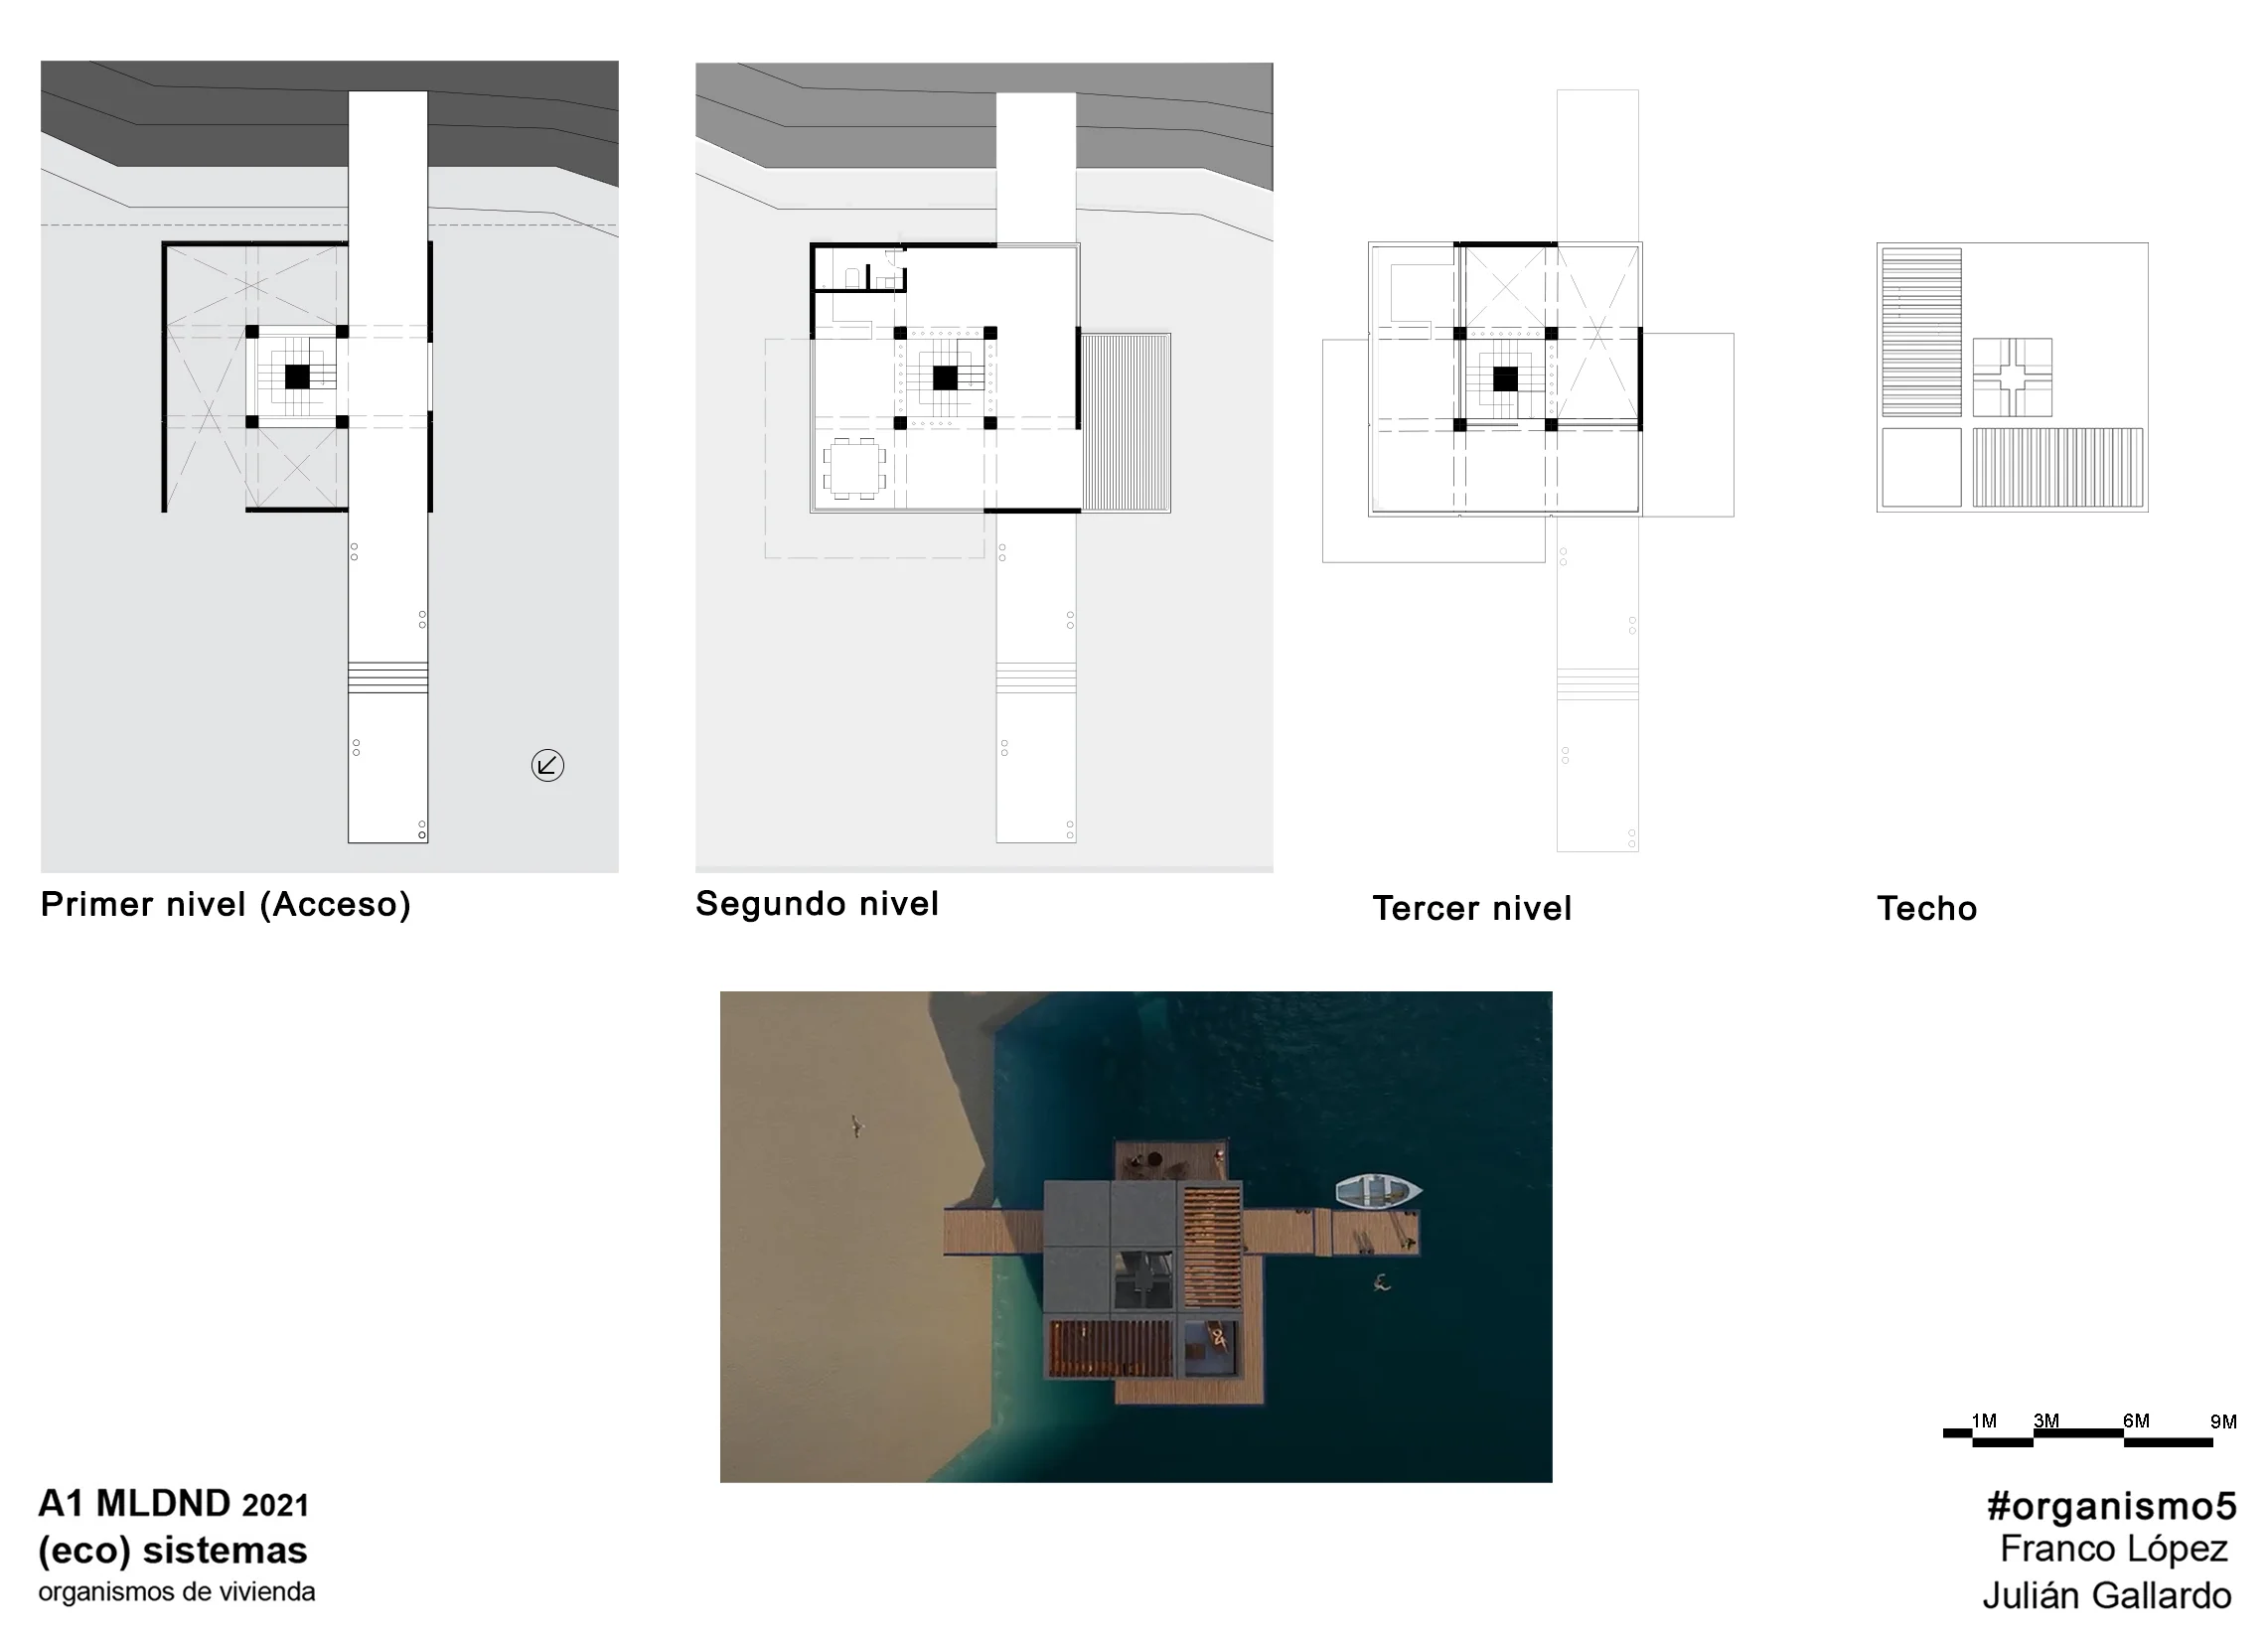 Primer nivel (Acceso)
Segundo nivel
Tercer nivel
Techo
1M 3M 6M 9M
A1 MLDND 2021
(eco) sistemas
organismos de vivienda
#organismo5
Franco López
Julián Gallardo